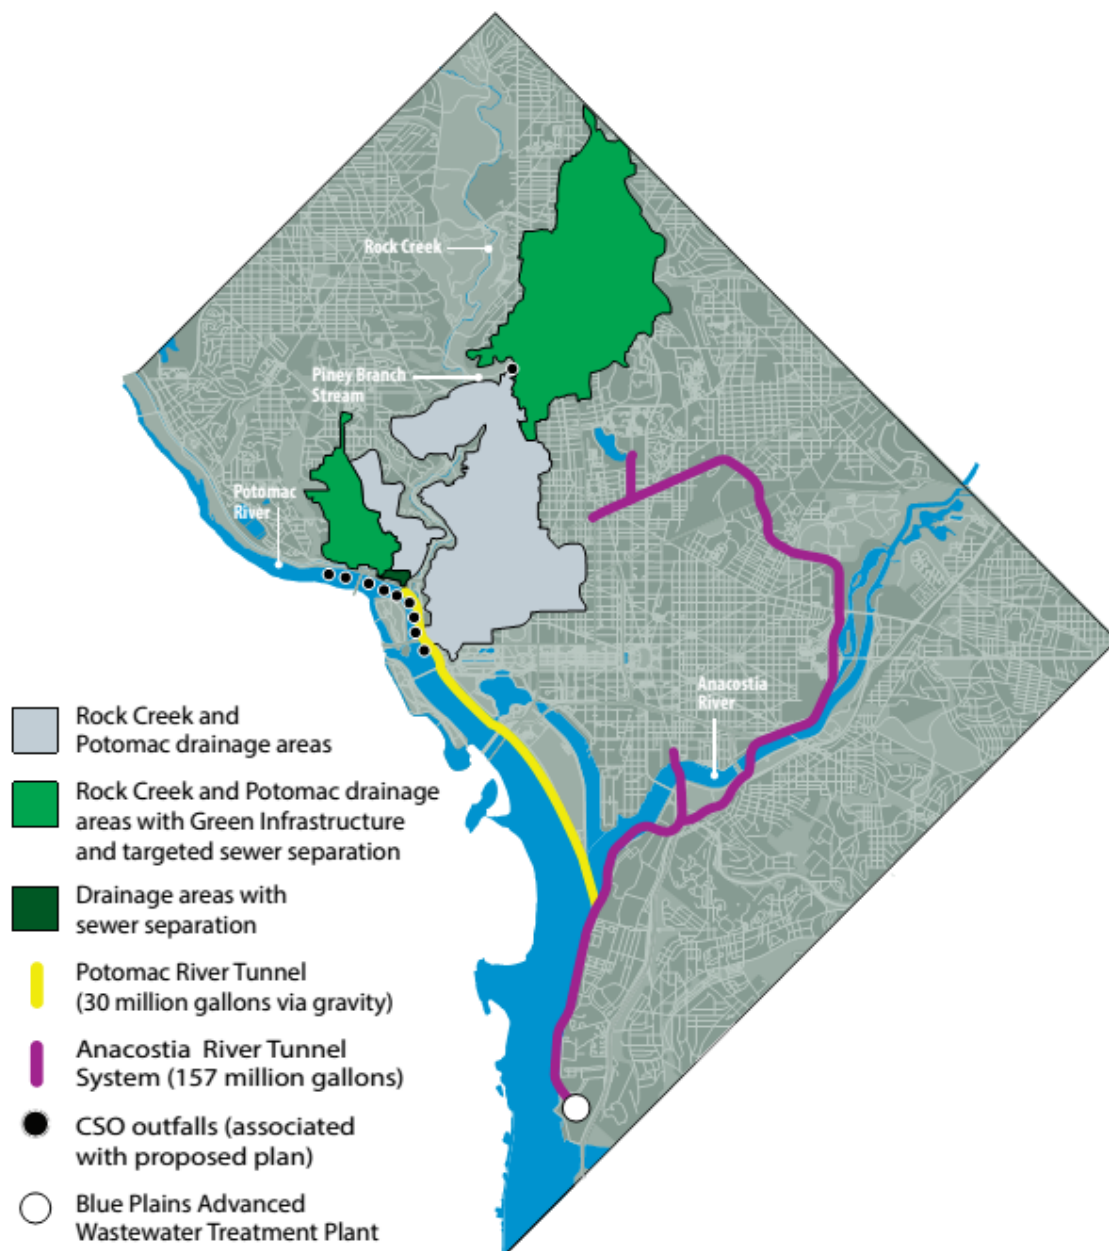 Rock Creek
Piney Branch
Stream
Potomac
River
Anacostia
River
Rock Creek and
Potomac drainage areas
Rock Creek and Potomac drainage
areas with Green Infrastructure
and targeted sewer separation
Drainage areas with
sewer separation
Potomac River Tunnel
(30 million gallons via gravity)
Anacostia River Tunnel
System (157 million gallons)
CSO outfalls (associated
with proposed plan)
Blue Plains Advanced
Wastewater Treatment Plant